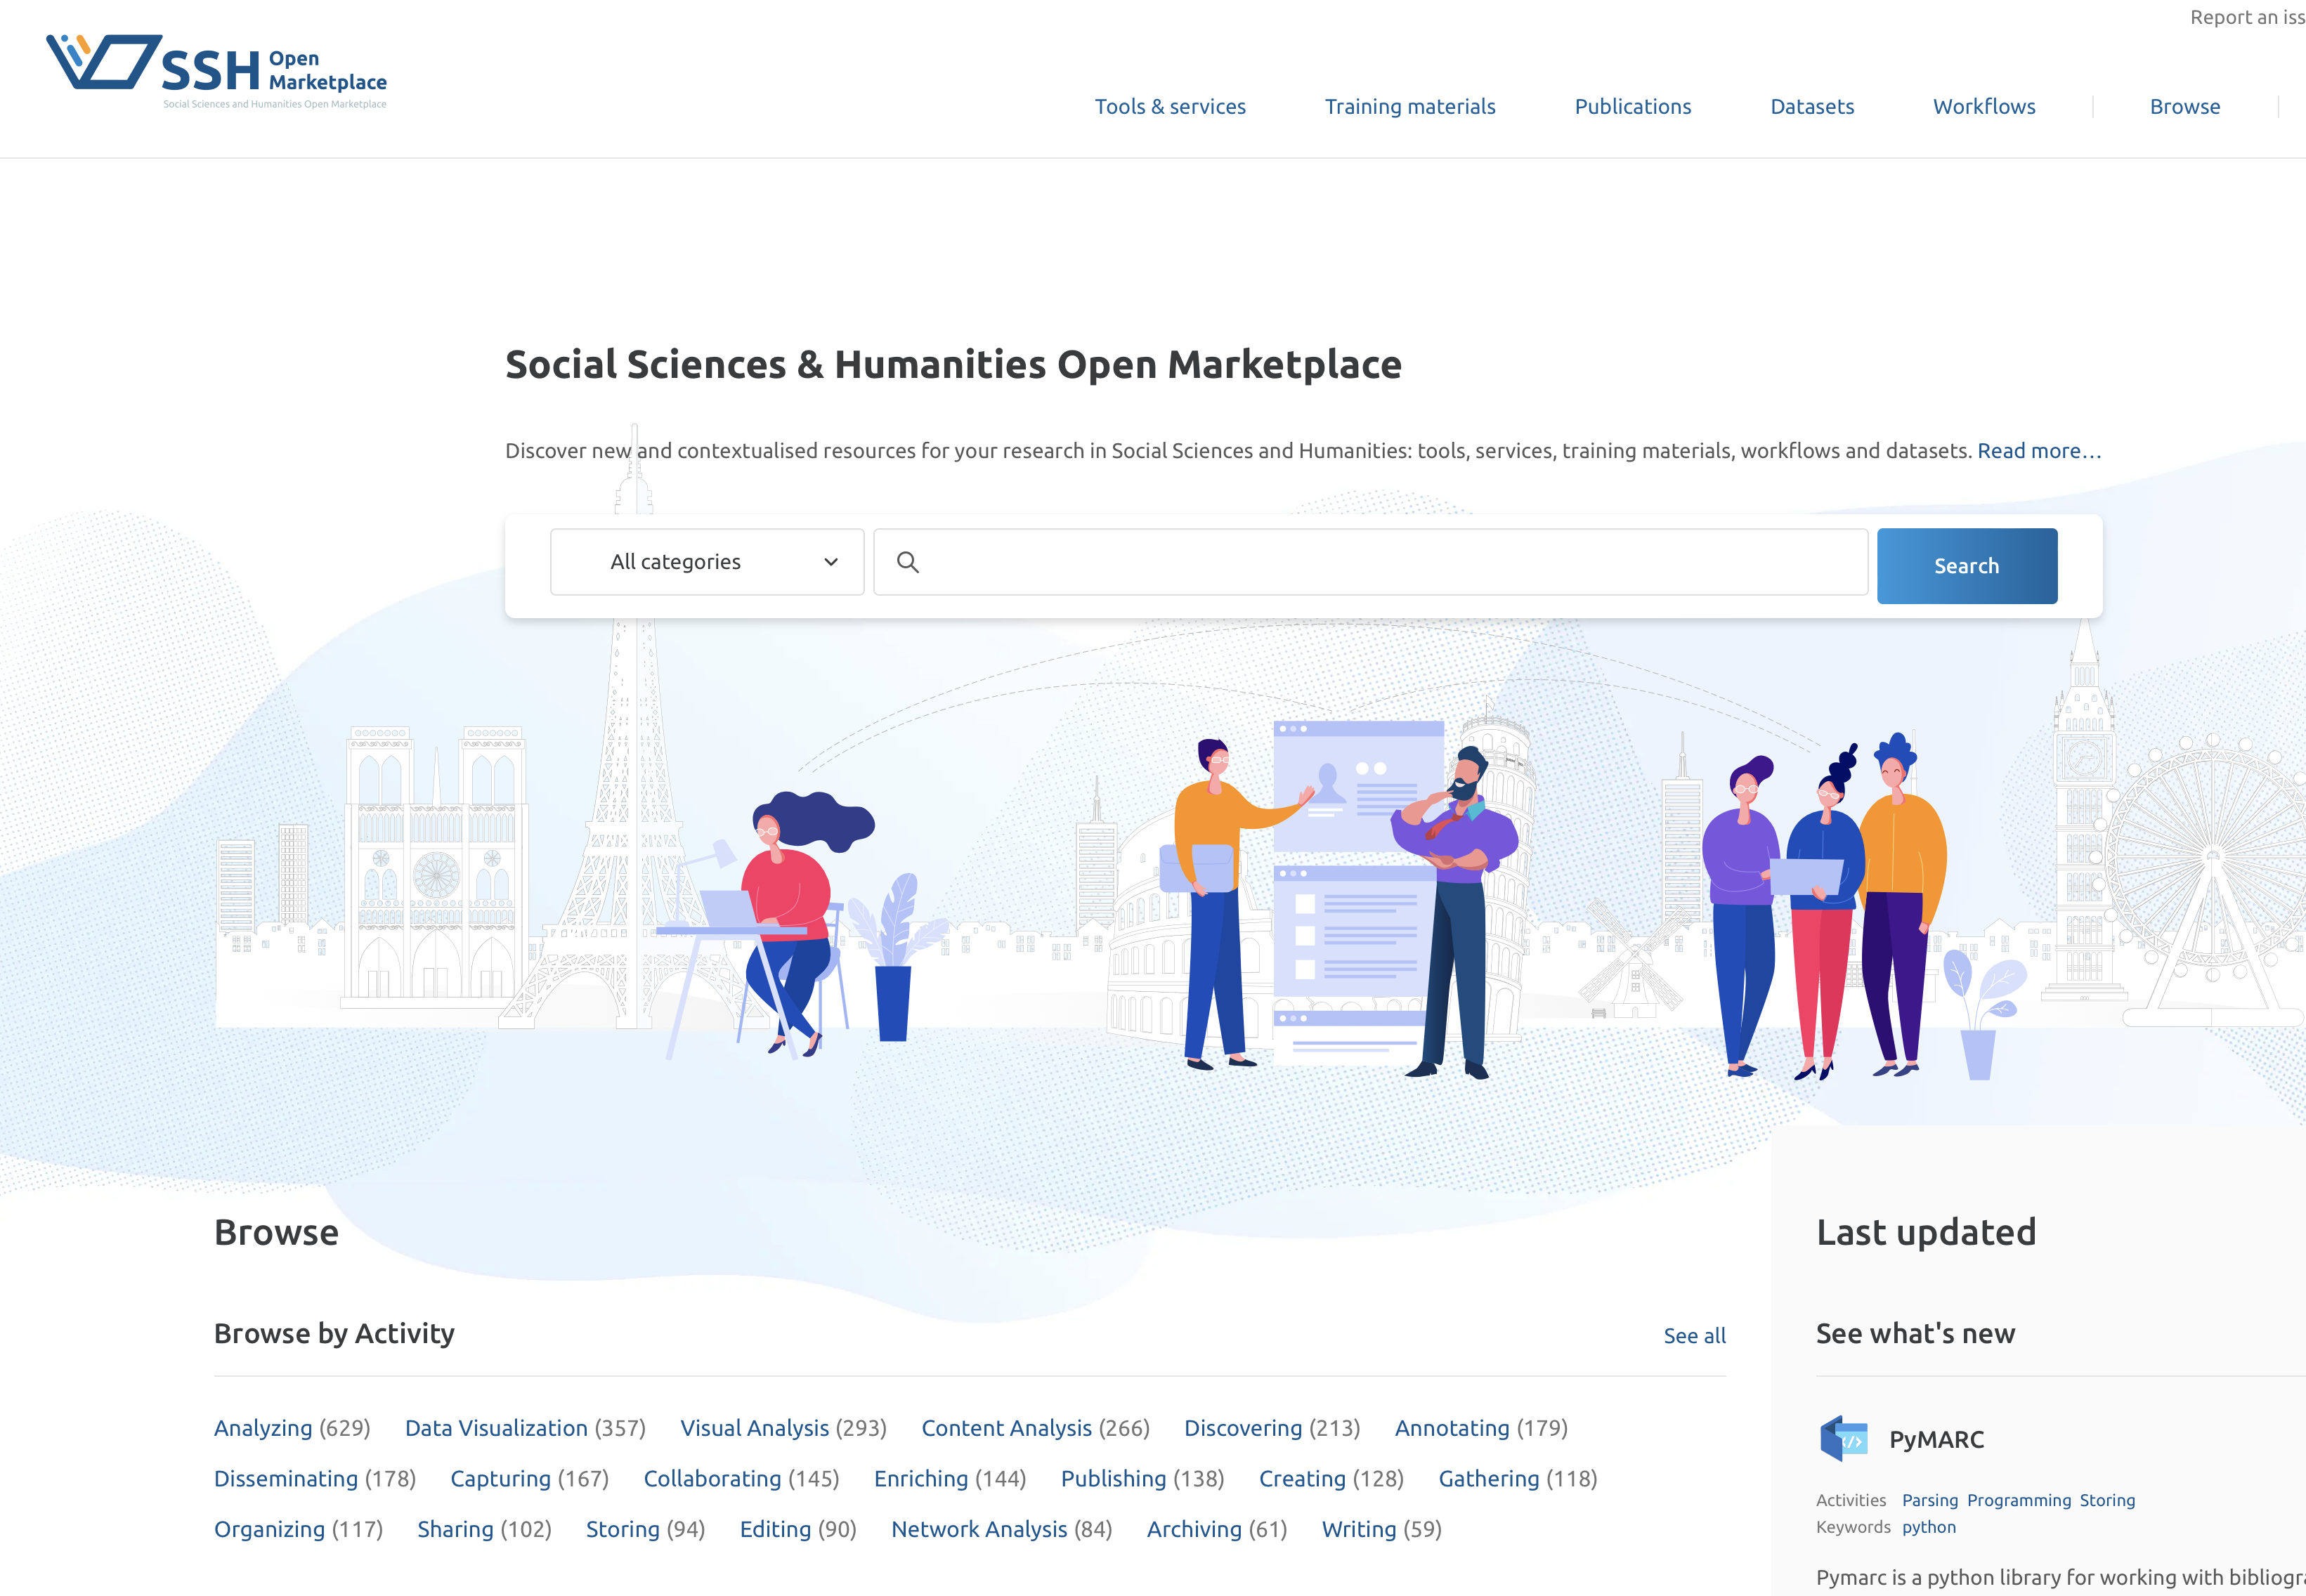 Report an iss
SSH Open Marketplace
Social Sciences and Humanities Open Marketplace
Tools & services Training materials Publications Datasets Workflows Browse
Social Sciences & Humanities Open Marketplace
Discover new and contextualised resources for your research in Social Sciences and Humanities: tools, services, training materials, workflows and datasets. Read more…
All categories Search
Browse
Browse by Activity See all
Analyzing (629) Data Visualization (357) Visual Analysis (293) Content Analysis (266) Discovering (213) Annotating (179)
Disseminating (178) Capturing (167) Collaborating (145) Enriching (144) Publishing (138) Creating (128) Gathering (118)
Organizing (117) Sharing (102) Storing (94) Editing (90) Network Analysis (84) Archiving (61) Writing (59)
Last updated
See what's new
</> PyMARC
Activities Parsing Programming Storing
Keywords python
Pymarc is a python library for working with bibliogra